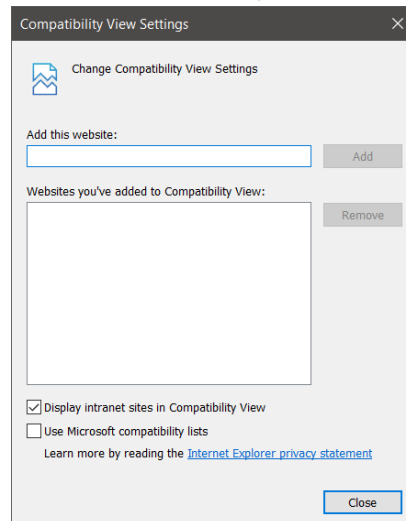 Compatibility View Settings
Change Compatibility View Settings
Add this website:
Add
Websites you've added to Compatibility View:
Remove
Display intranet sites in Compatibility View
Use Microsoft compatibility lists
Learn more by reading the Internet Explorer privacy statement
Close